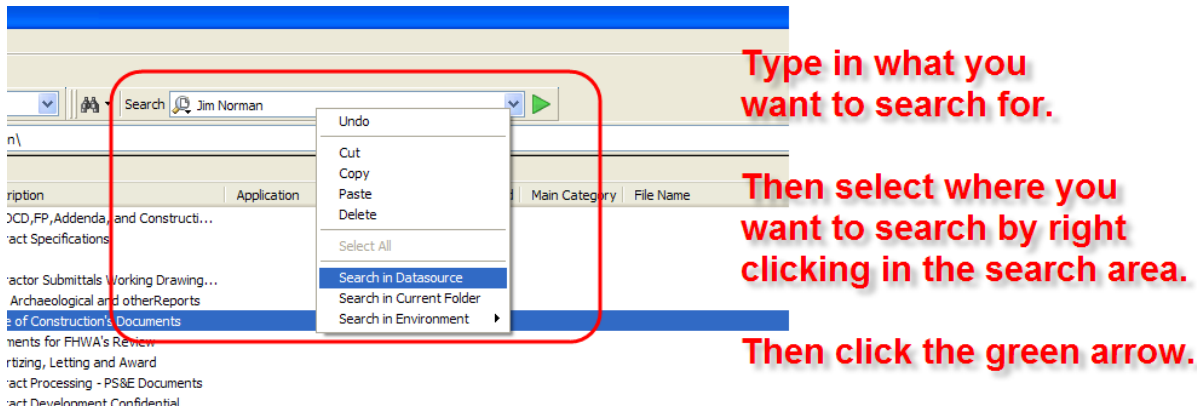 Type in what you
want to search for.
Search Jim Norman
n\
Undo
Cut
Copy
Paste
Delete
Select All
Search in Datasource
Search in Current Folder
Search in Environment
ription Application d Main Category File Name
OCD,FP,Addenda, and Constructi...
ract Specifications
ractor Submittals Working Drawing...
Archaeological and otherReports
e of Construction's Documents
ments for FHWA's Review
rtizing, Letting and Award
ract Processing - PS&E Documents
ract Development Confidential
Then select where you
want to search by right
clicking in the search area.
Then click the green arrow.